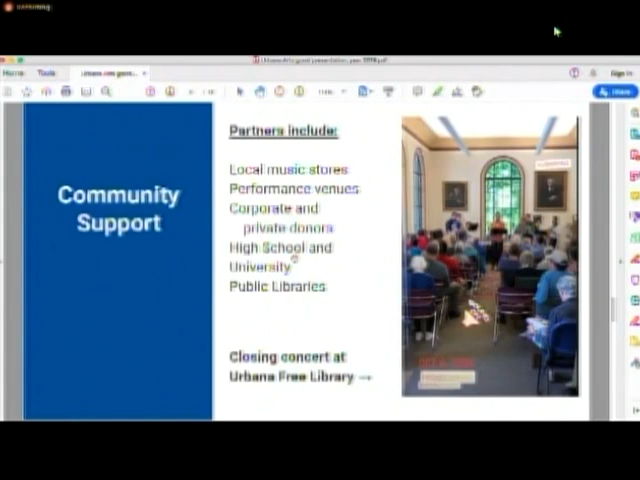 Home
Tools
Sign In
Share
Community
Support
Partners include:
Local music stores
Performance venues
Corporate and
private donors
High School and
University
Public Libraries
Closing concert at
Urbana Free Library →